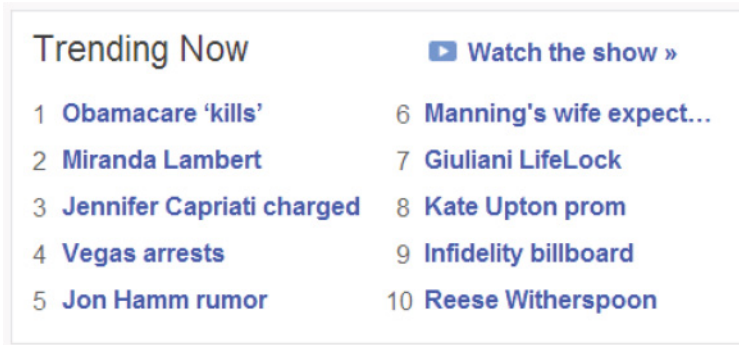 Trending Now
Watch the show »
1 Obamacare ‘kills’
2 Miranda Lambert
3 Jennifer Capriati charged
4 Vegas arrests
5 Jon Hamm rumor
6 Manning's wife expect...
7 Giuliani LifeLock
8 Kate Upton prom
9 Infidelity billboard
10 Reese Witherspoon